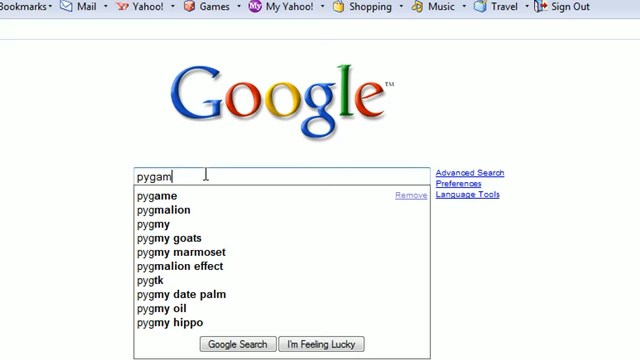 Bookmarks Mail Yahoo! Games My My Yahoo! Shopping Music Travel Sign Out
Google™
pygam
Advanced Search
Preferences
Language Tools
pygame Remove
pygmalion
pygmy
pygmy goats
pygmy marmoset
pygmalion effect
pygtk
pygmy date palm
pygmy oil
pygmy hippo
Google Search I'm Feeling Lucky